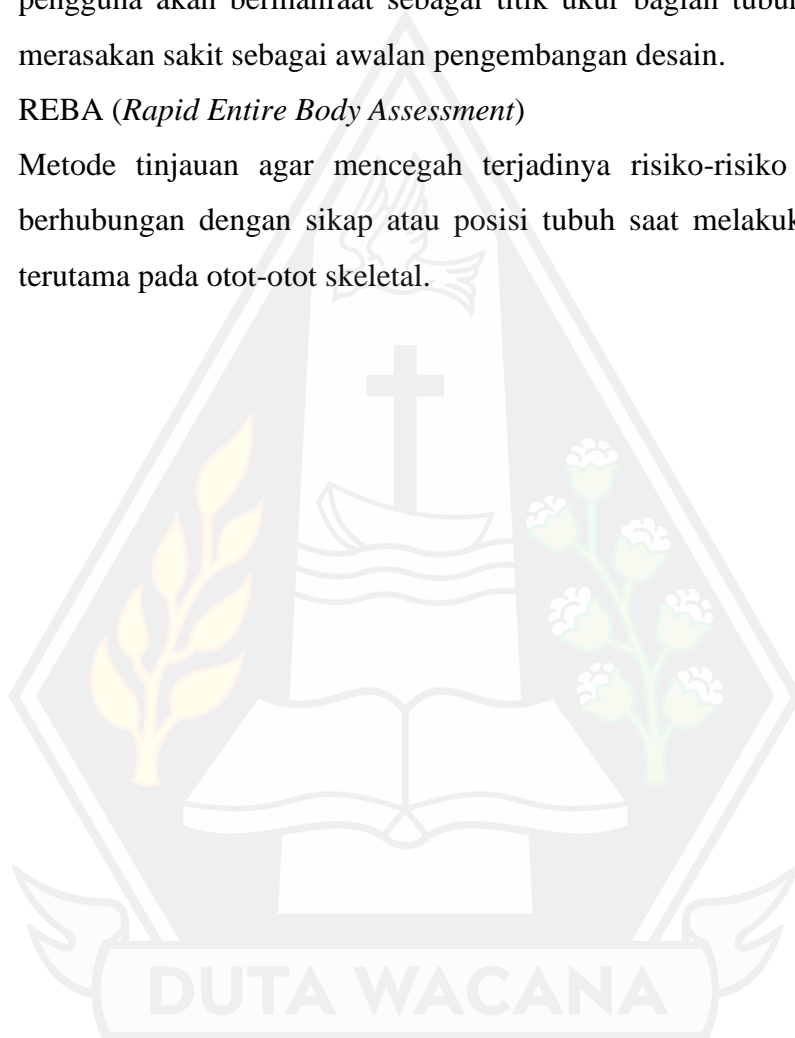 pengguna akan bermanfaat sebagai titik ukur bagian tubuh
merasakan sakit sebagai awalan pengembangan desain.
REBA (Rapid Entire Body Assessment)
Metode tinjauan agar mencegah terjadinya risiko-risiko
berhubungan dengan sikap atau posisi tubuh saat
terutama pada otot-otot skeletal.
DUTA WACANA